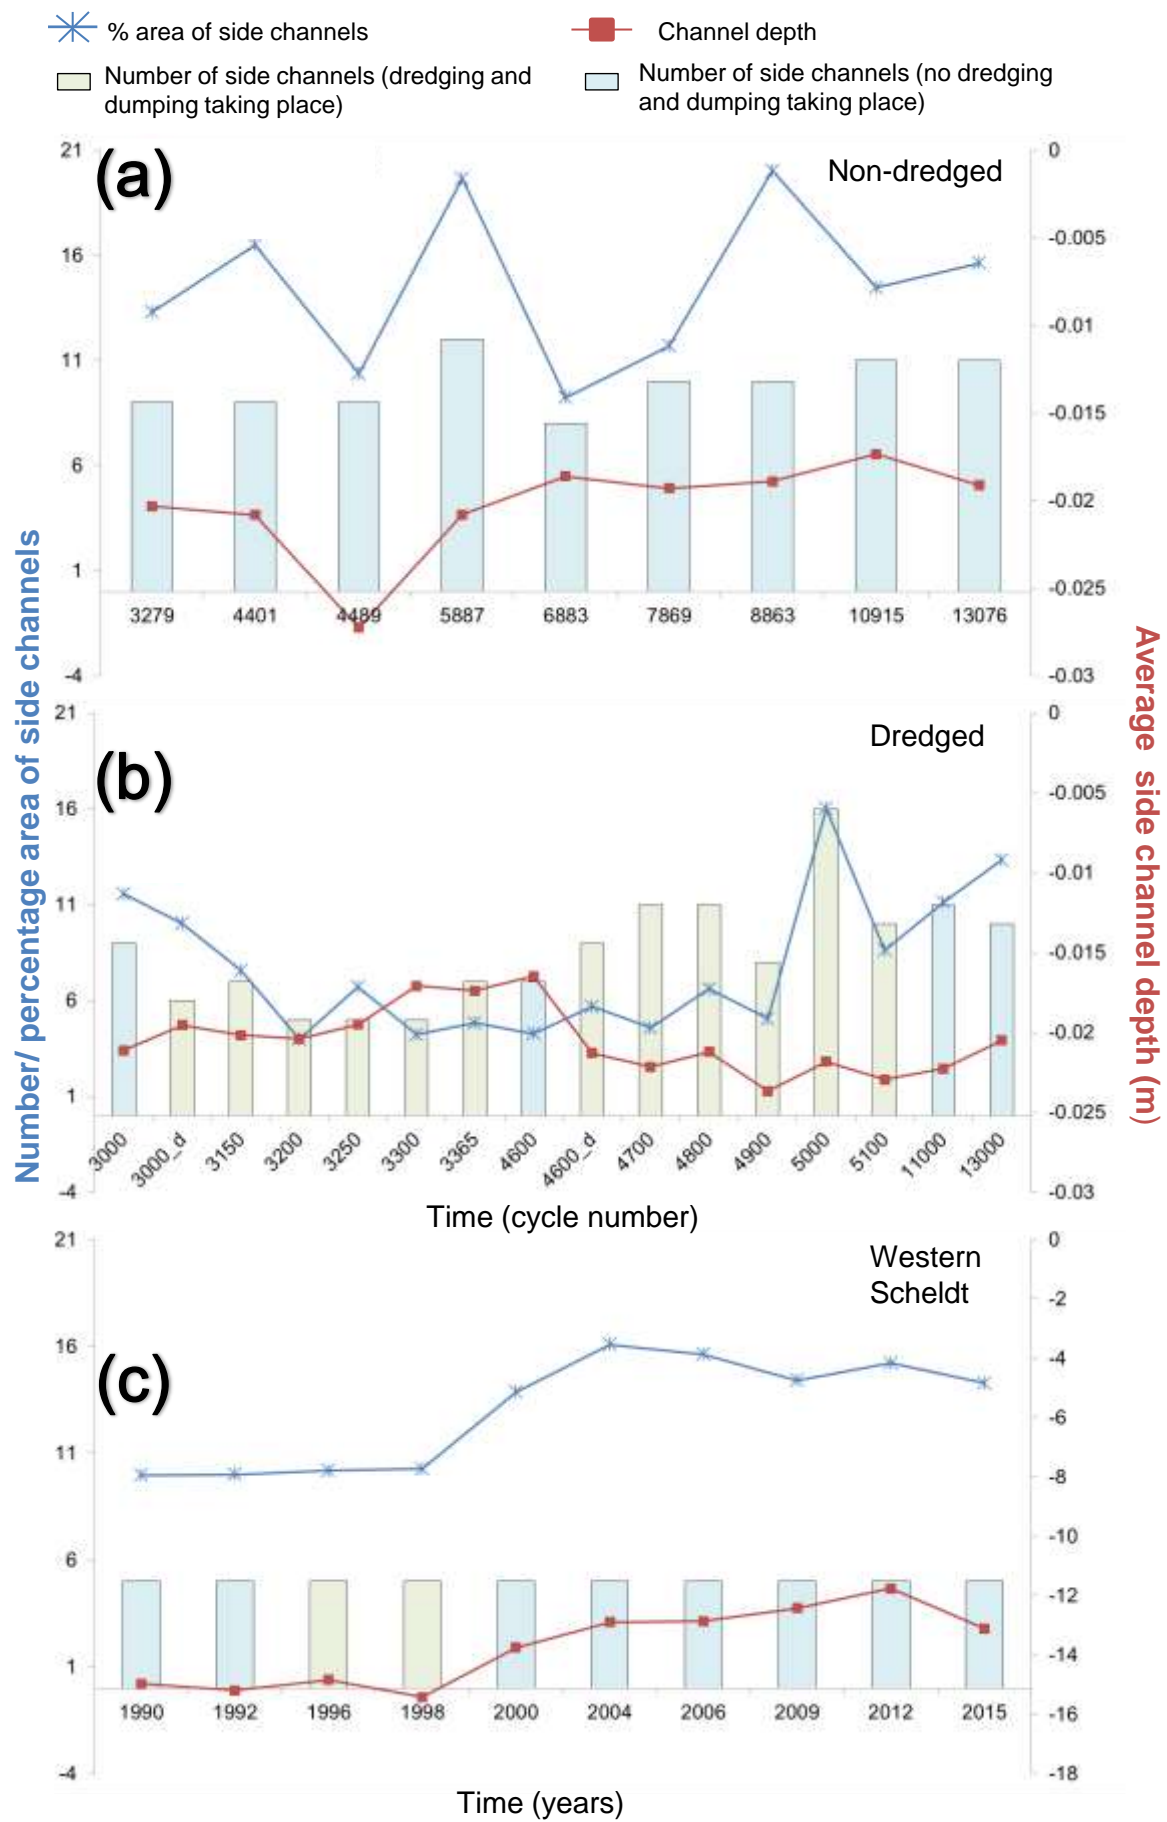 % area of side channels
Channel depth
Number of side channels (dredging and
dumping taking place)
Number of side channels (no dredging
and dumping taking place)
(a)
Non-dredged
21
16
11
6
1
-4
0
-0.005
-0.01
-0.015
-0.02
-0.025
-0.03
3279 4401 4489 5887 6883 7869 8863 10915 13076
Number/ percentage area of side channels
Average side channel depth (m)
(b)
Dredged
21
16
11
6
1
-4
0
-0.005
-0.01
-0.015
-0.02
-0.025
-0.03
3000 3000_d 3150 3200 3250 3300 3365 4600 4600_d 4700 4800 4900 5000 5100 11000 13000
Time (cycle number)
(c)
Western
Scheldt
21
16
11
6
1
-4
0
-2
-4
-6
-8
-10
-12
-14
-16
-18
1990 1992 1996 1998 2000 2004 2006 2009 2012 2015
Time (years)